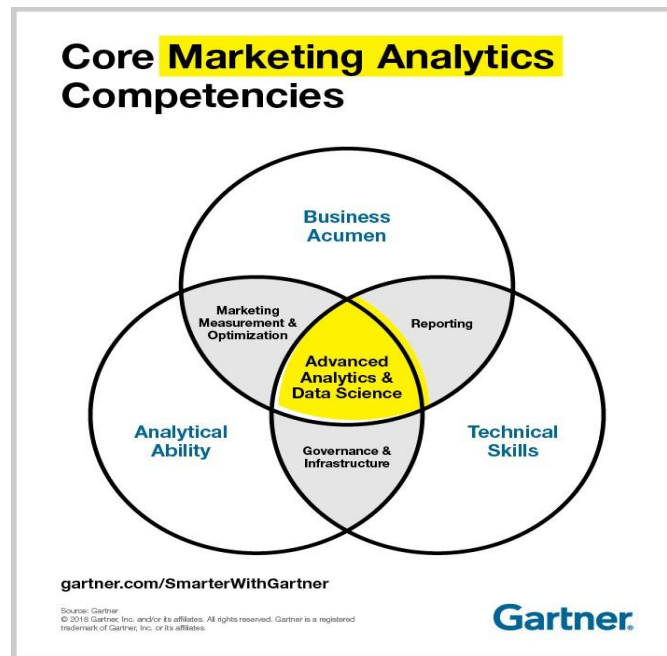 Core Marketing Analytics
Competencies
Business
Acumen
Marketing
Measurement &
Optimization
Reporting
Advanced
Analytics &
Data Science
Analytical
Ability
Technical
Skills
Governance &
Infrastructure
gartner.com/SmarterWithGartner
Source: Gartner
© 2018 Gartner, Inc. and/or its affiliates. All rights reserved. Gartner is a registered
trademark of Gartner, Inc. or its affiliates.
Gartner.